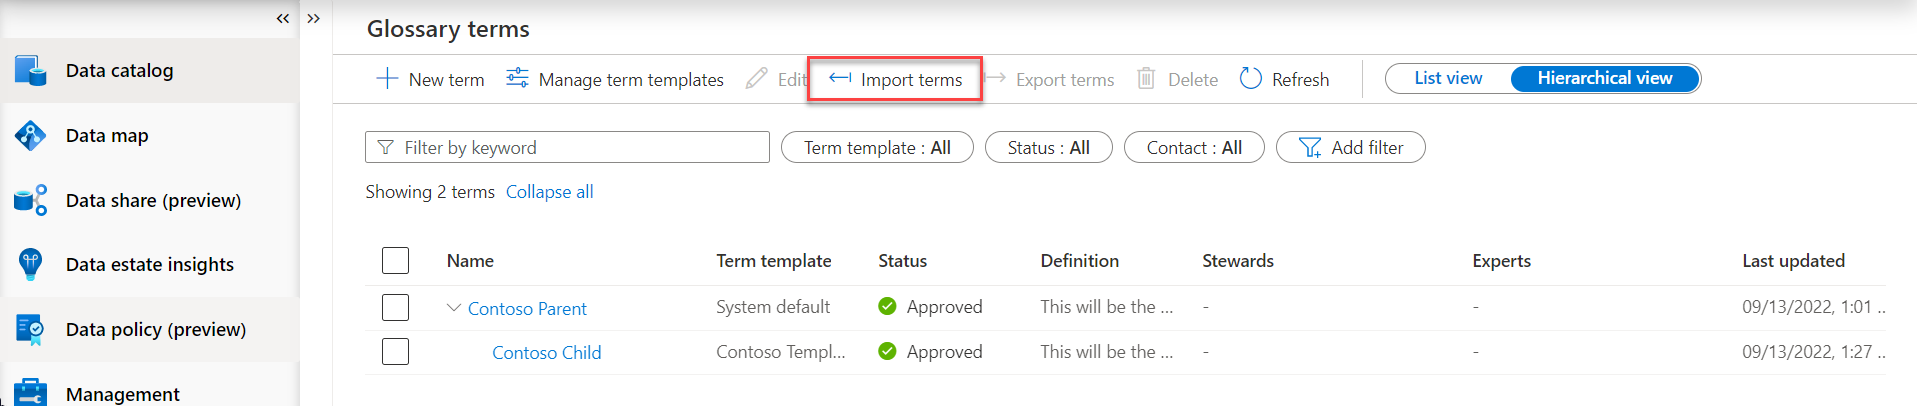 Glossary terms
Data catalog
Data map
Data share (preview)
Data estate insights
Data policy (preview)
Management
New term Manage term templates Edit Import terms Export terms Delete Refresh List view Hierarchical view
Filter by keyword Term template : All Status : All Contact : All Add filter
Showing 2 terms Collapse all
Name Term template Status Definition Stewards Experts Last updated
Contoso Parent System default Approved This will be the ... - - 09/13/2022, 1:01 ..
Contoso Child Contoso Templ... Approved This will be the ... - - 09/13/2022, 1:27 ..